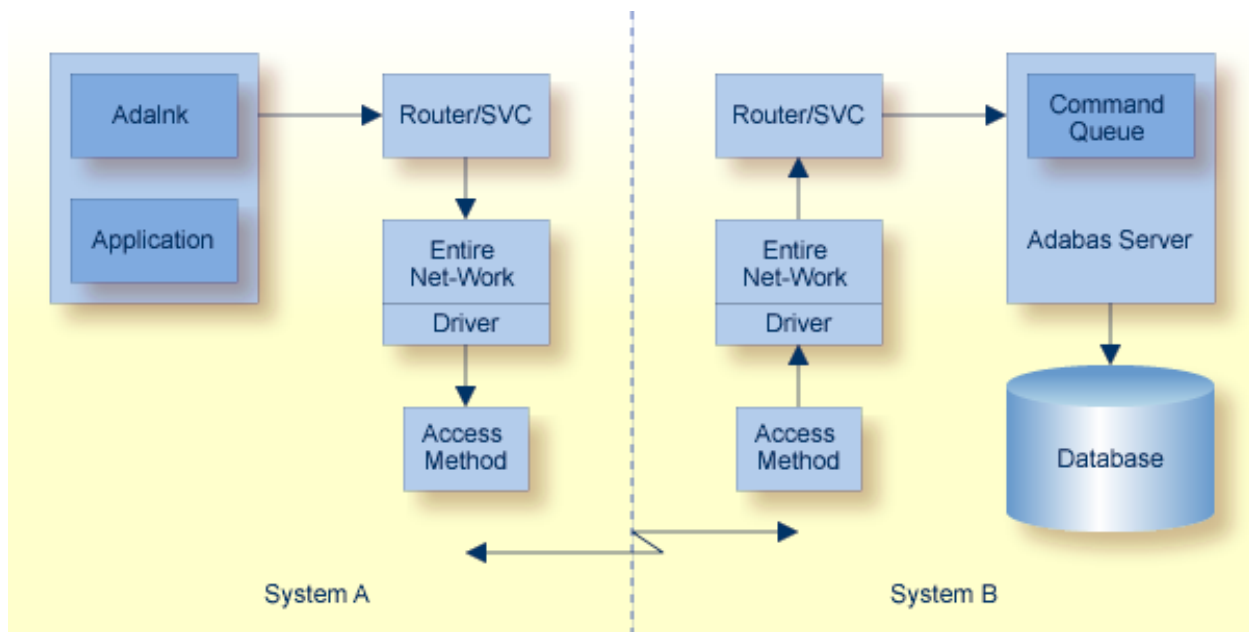 Adalnk
Application
Router/SVC
Entire
Net-Work
Driver
Access
Method
System A
Router/SVC
Entire
Net-Work
Driver
Access
Method
Command
Queue
Adabas Server
Database
System B